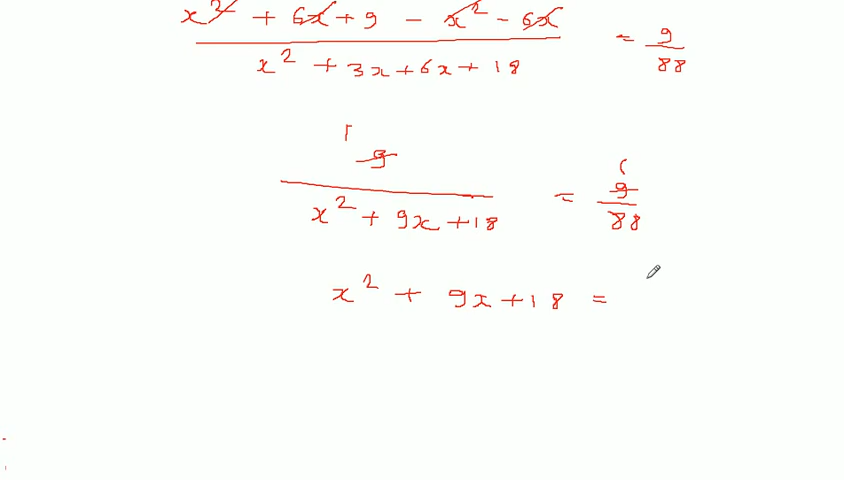 x² + 6x + 9 - x² - 6x = 9
x² + 3x + 6x + 18 88
1 9 1 9
x² + 9x + 18 = 88
x² + 9x + 18 =